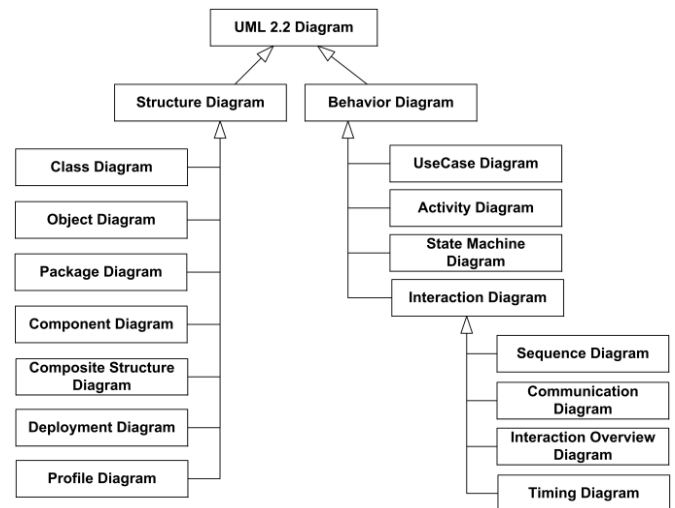 UML 2.2 Diagram
Structure Diagram
Behavior Diagram
Class Diagram
Object Diagram
Package Diagram
Component Diagram
Composite Structure
Diagram
Deployment Diagram
Profile Diagram
UseCase Diagram
Activity Diagram
State Machine
Diagram
Interaction Diagram
Sequence Diagram
Communication
Diagram
Interaction Overview
Diagram
Timing Diagram